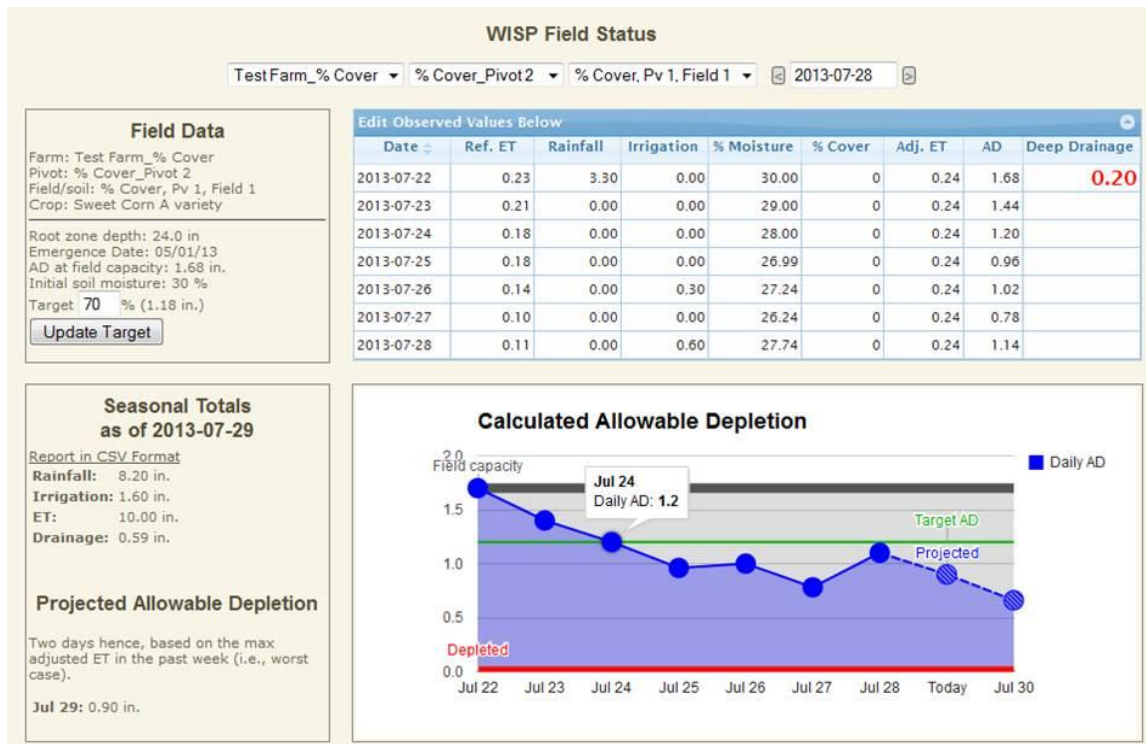 WISP Field Status
Test Farm_% Cover % Cover_Pivot 2 % Cover, Pv 1, Field 1 < 2013-07-28 >
Field Data
Farm: Test Farm_% Cover
Pivot: % Cover_Pivot 2
Field/soil: % Cover, Pv 1, Field 1
Crop: Sweet Corn A variety
Root zone depth: 24.0 in
Emergence Date: 05/01/13
AD at field capacity: 1.68 in.
Initial soil moisture: 30 %
Target 70 % (1.18 in.)
Update Target
Edit Observed Values Below
Date Ref. ET Rainfall Irrigation % Moisture % Cover Adj. ET AD Deep Drainage
2013-07-22 0.23 3.30 0.00 30.00 0 0.24 1.68 0.20
2013-07-23 0.21 0.00 0.00 29.00 0 0.24 1.44
2013-07-24 0.18 0.00 0.00 28.00 0 0.24 1.20
2013-07-25 0.18 0.00 0.00 26.99 0 0.24 0.96
2013-07-26 0.14 0.00 0.30 27.24 0 0.24 1.02
2013-07-27 0.10 0.00 0.00 26.24 0 0.24 0.78
2013-07-28 0.11 0.00 0.60 27.74 0 0.24 1.14
Seasonal Totals
as of 2013-07-29
Report in CSV Format
Rainfall: 8.20 in.
Irrigation: 1.60 in.
ET: 10.00 in.
Drainage: 0.59 in.
Projected Allowable Depletion
Two days hence, based on the max
adjusted ET in the past week (i.e., worst
case).
Jul 29: 0.90 in.
Calculated Allowable Depletion
Daily AD
2.0
Field capacity
Jul 24
Daily AD: 1.2
1.5
Target AD
1.0
Projected
0.5
Depleted
0.0
Jul 22 Jul 23 Jul 24 Jul 25 Jul 26 Jul 27 Jul 28 Today Jul 30